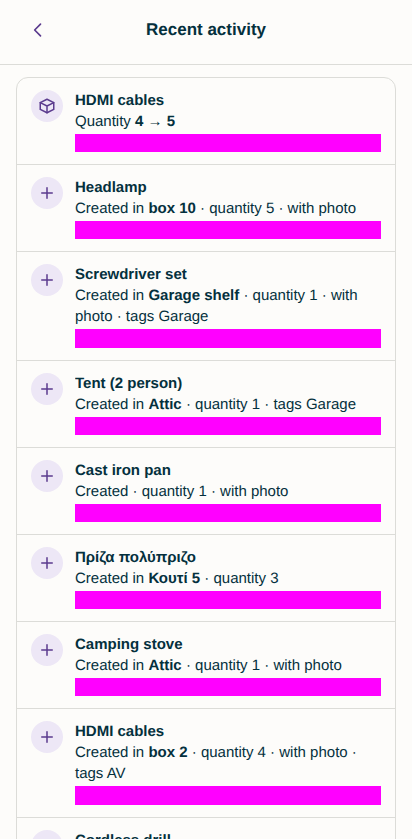 Recent activity
HDMI cables
Quantity 4 → 5
Headlamp
Created in box 10 · quantity 5 · with photo
Screwdriver set
Created in Garage shelf · quantity 1 · with
photo · tags Garage
Tent (2 person)
Created in Attic · quantity 1 · tags Garage
Cast iron pan
Created · quantity 1 · with photo
Πρίζα πολύπριζο
Created in Κουτί 5 · quantity 3
Camping stove
Created in Attic · quantity 1 · with photo
HDMI cables
Created in box 2 · quantity 4 · with photo ·
tags AV
Cordless drill